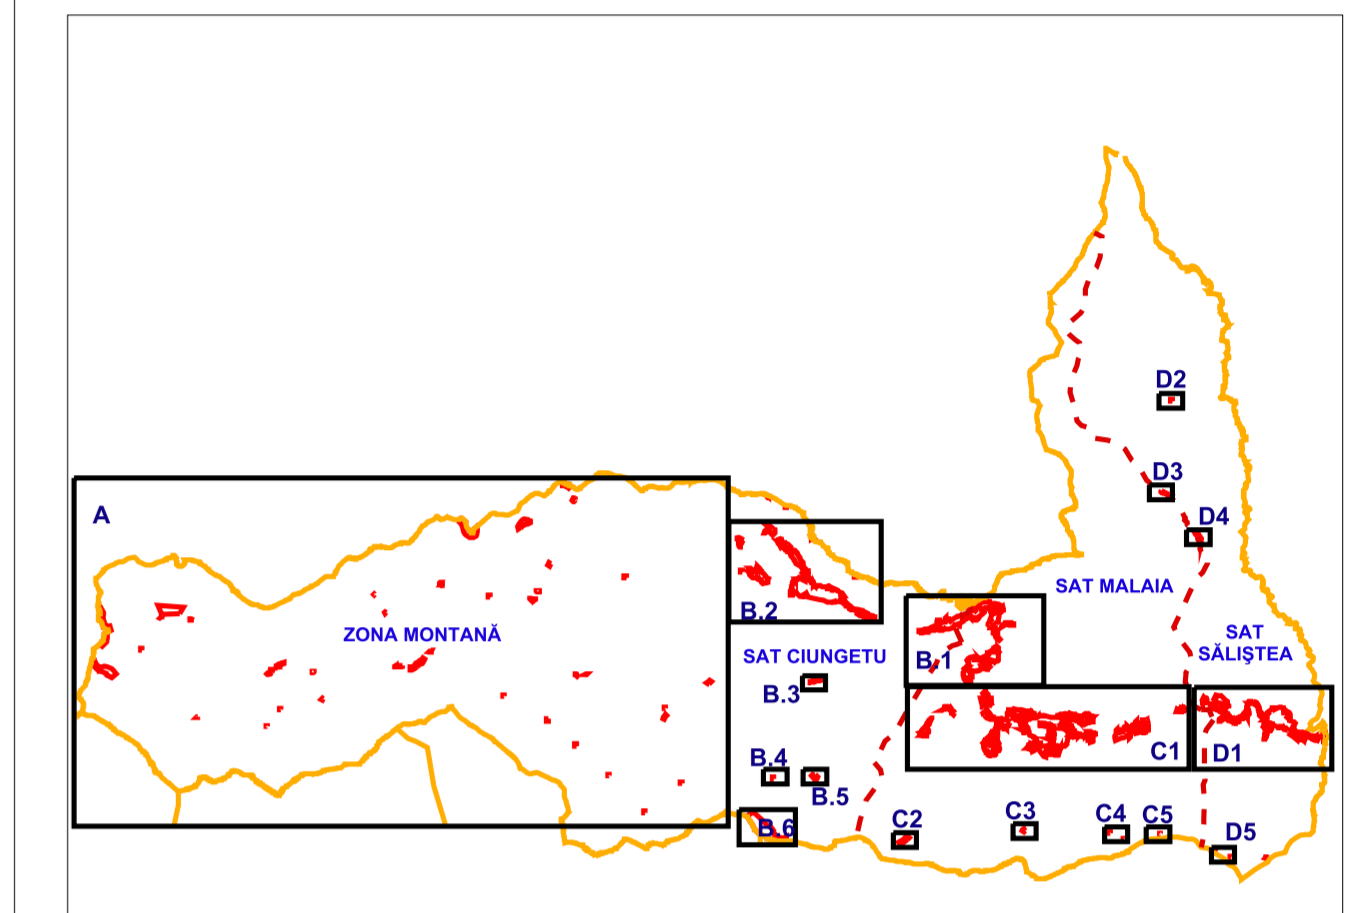 D2
D3
A
D4
SAT MALAIA
B.2
ZONA MONTANĂ
SAT
SĂLIŞTEA
SAT CIUNGETU
B.1
B.3
C1
D1
B.4
B.5
C2
C3
C4
C5
B.6
D5